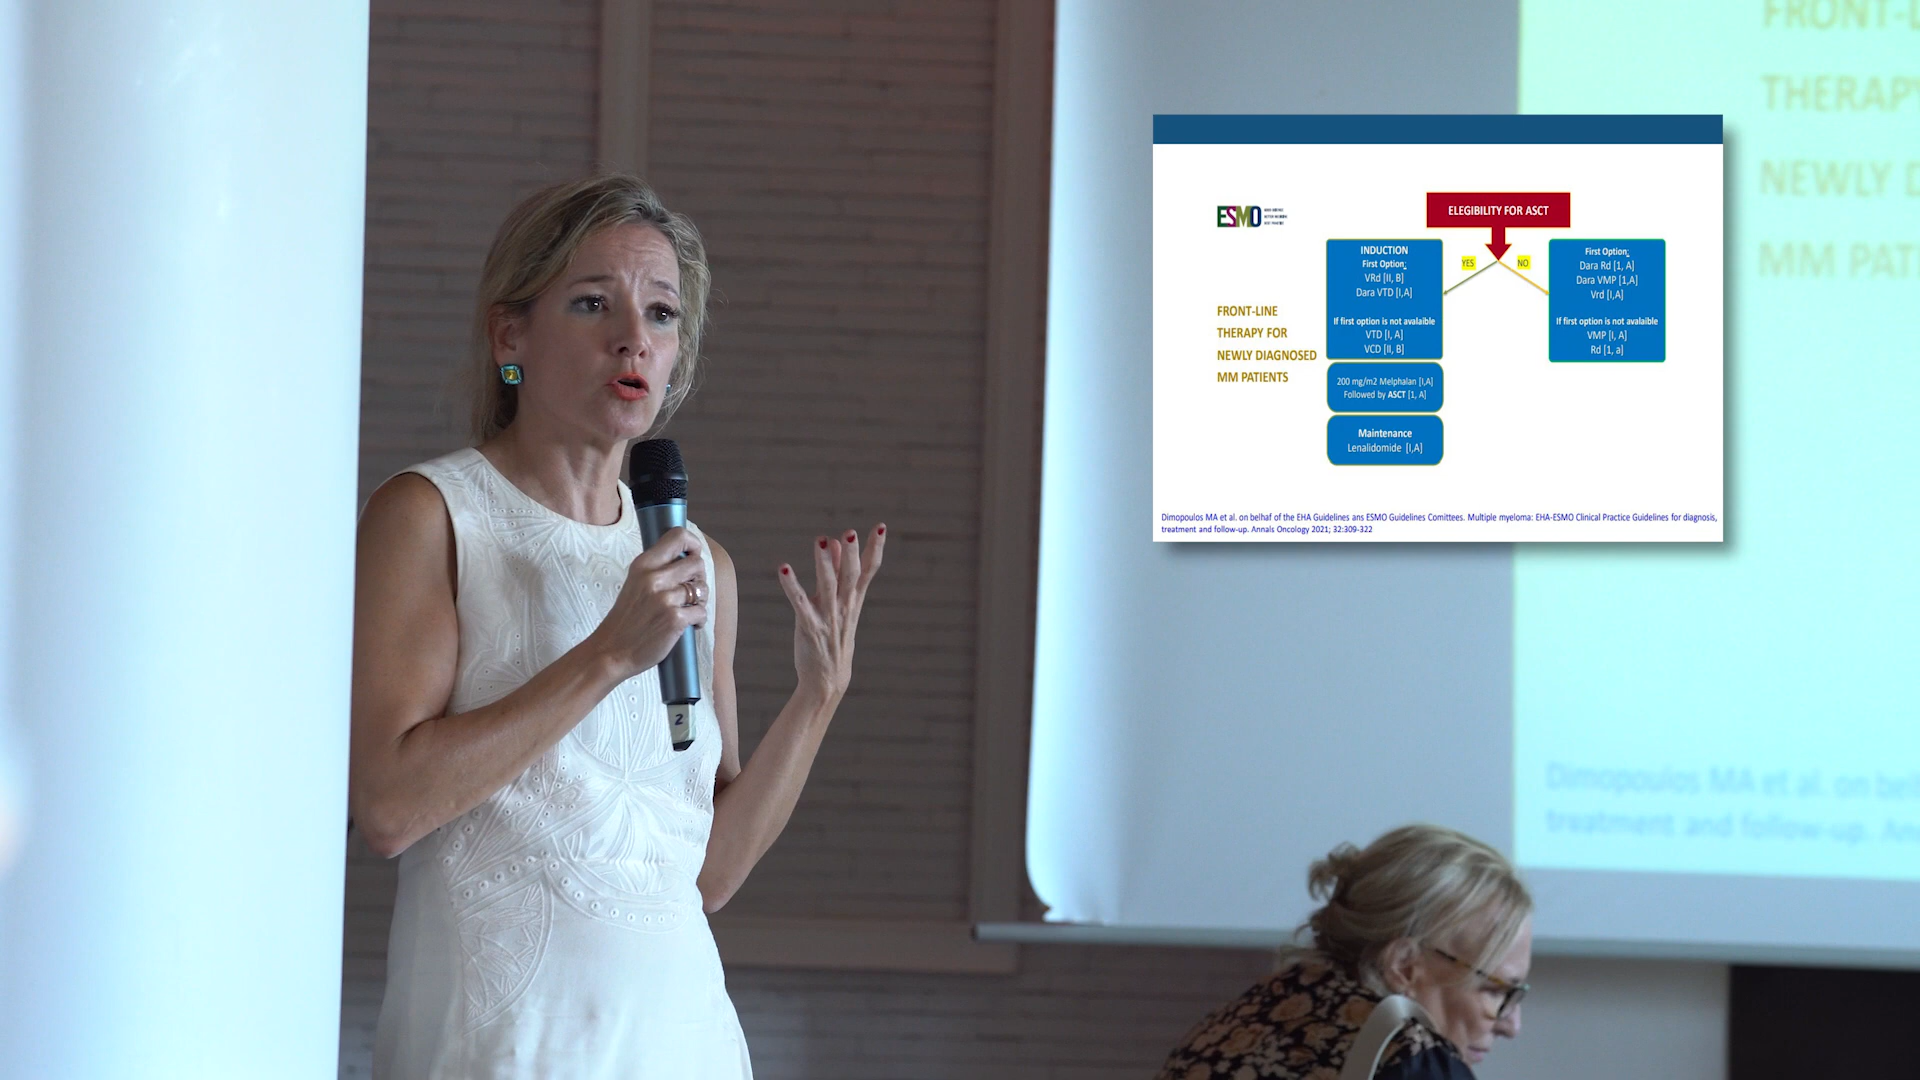 ELEGIBILITY FOR ASCT
ESMO
INDUCTION
First Option:
VRd [II, B]
Dara VTD [I,A]
If first option is not avalaible
VTD [I, A]
VCD [II, B]
YES
NO
First Option:
Dara Rd [1, A]
Dara VMP [1,A]
Vrd [I,A]
If first option is not avalaible
VMP [I, A]
Rd [1, a]
FRONT-LINE
THERAPY FOR
NEWLY DIAGNOSED
MM PATIENTS
200 mg/m2 Melphalan [I,A]
Followed by ASCT [1, A]
Maintenance
Lenalidomide [I,A]
Dimopoulos MA et al. on belhaf of the EHA Guidelines ans ESMO Guidelines Comittees. Multiple myeloma: EHA-ESMO Clinical Practice Guidelines for diagnosis,
treatment and follow-up. Annals Oncology 2021; 32:309-322
FRONT-L
THERAPY
NEWLY D
MM PATI
Dimopoulos MA et al. on bel
treatment and follow-up. An
2